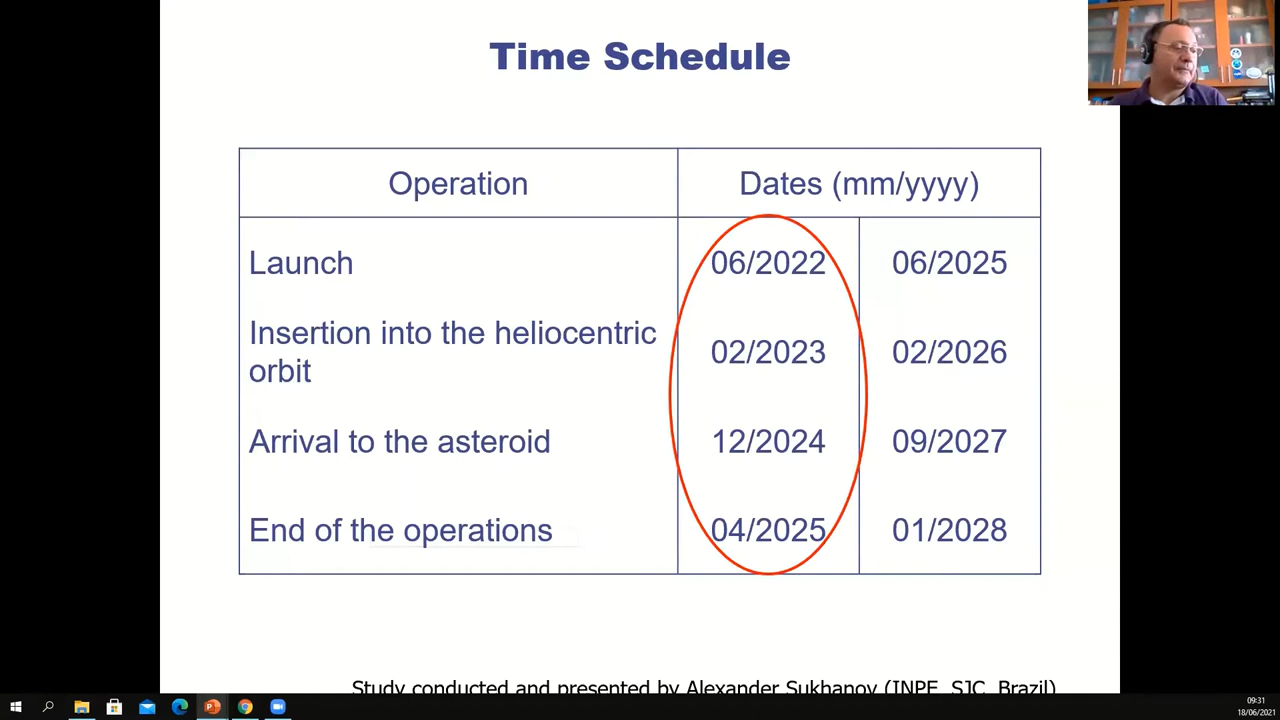 Time Schedule
Operation Dates (mm/yyyy)
Launch 06/2022 06/2025
Insertion into the heliocentric
orbit 02/2023 02/2026
Arrival to the asteroid 12/2024 09/2027
End of the operations 04/2025 01/2028
Study conducted and presented by Alexander Sukhanov (INPE, SJC, Brazil)
09:31
18/06/2021